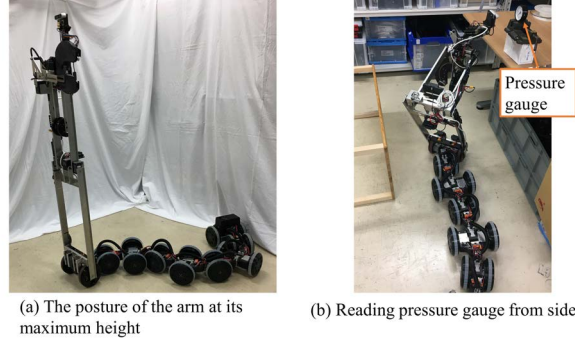 Pressure
gauge
(a) The posture of the arm at its
maximum height
(b) Reading pressure gauge from side